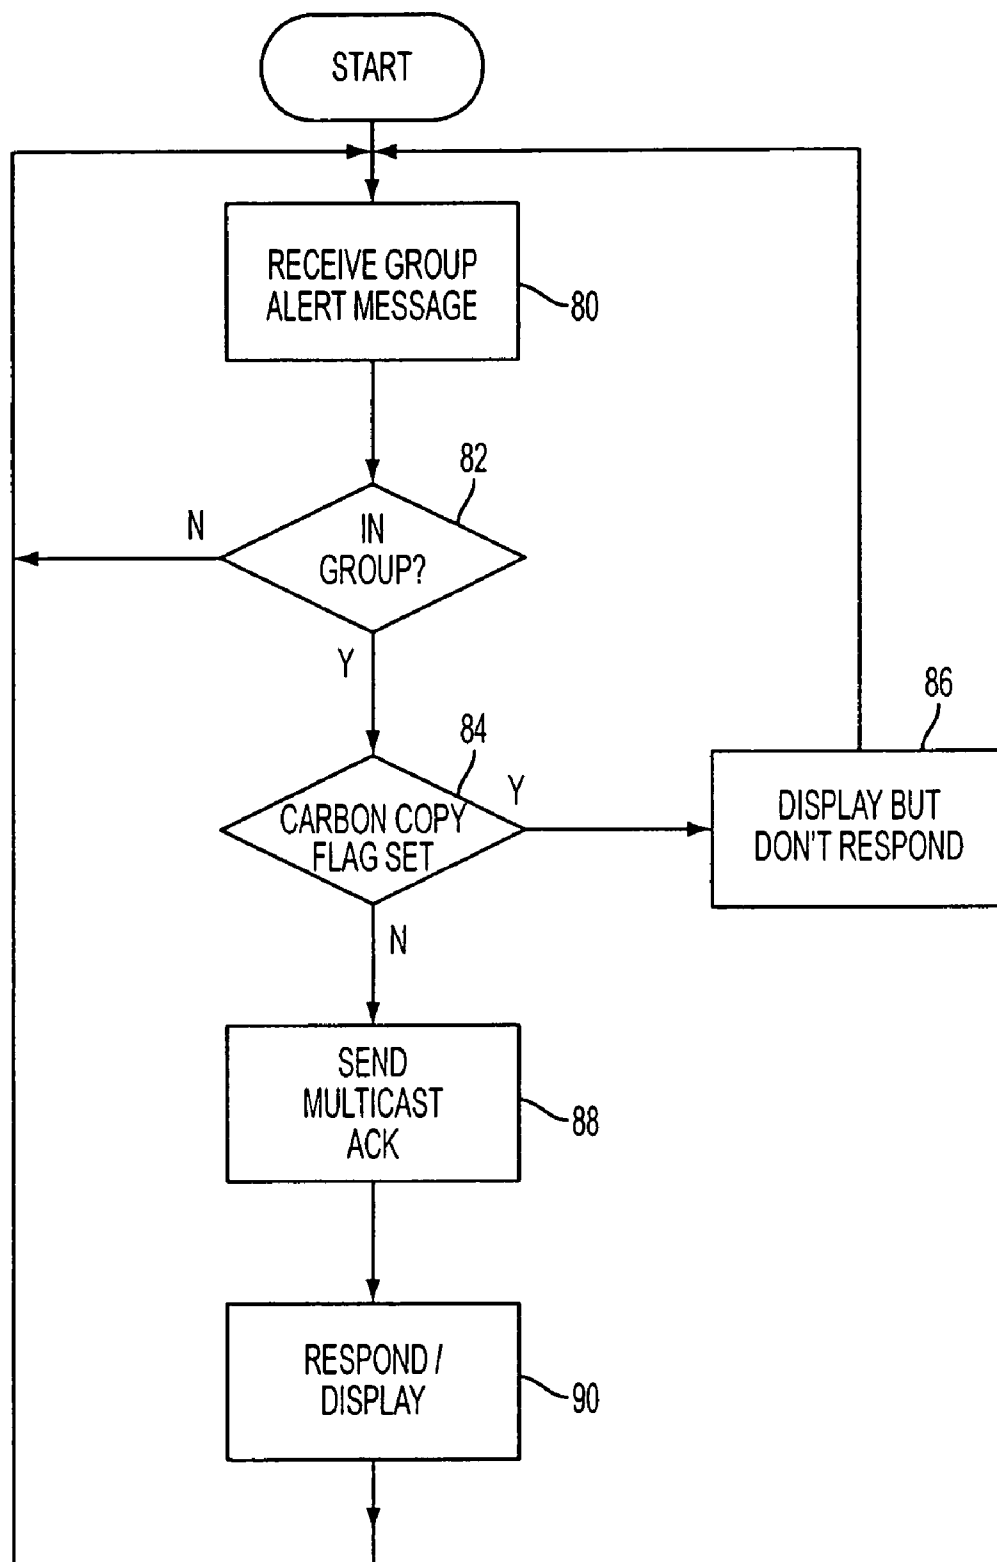 START
RECEIVE GROUP
ALERT MESSAGE
80
82
N
IN
GROUP?
Y
84
86
CARBON COPY
FLAG SET
Y
DISPLAY BUT
DON'T RESPOND
N
SEND
MULTICAST
ACK
88
RESPOND /
DISPLAY
90